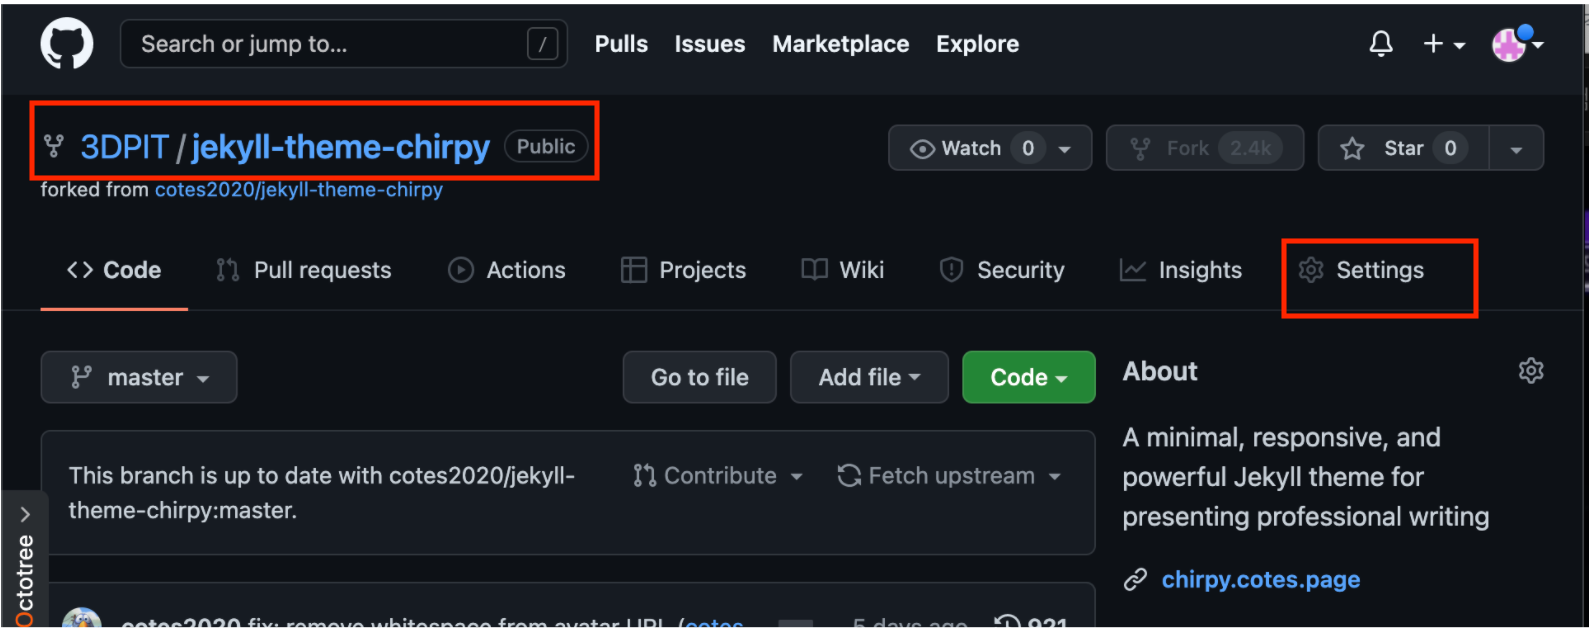 Search or jump to... / Pulls Issues Marketplace Explore
3DPIT / jekyll-theme-chirpy Public Watch 0 Fork 2.4k Star 0
forked from cotes2020/jekyll-theme-chirpy
Code Pull requests Actions Projects Wiki Security Insights Settings
master Go to file Add file Code
About
This branch is up to date with cotes2020/jekyll-
theme-chirpy:master.
Contribute Fetch upstream
A minimal, responsive, and
powerful Jekyll theme for
presenting professional writing
chirpy.cotes.page
Octotree
cotes2020 fix: remove whitespace from avatar URL (cotes 5 days ago 921